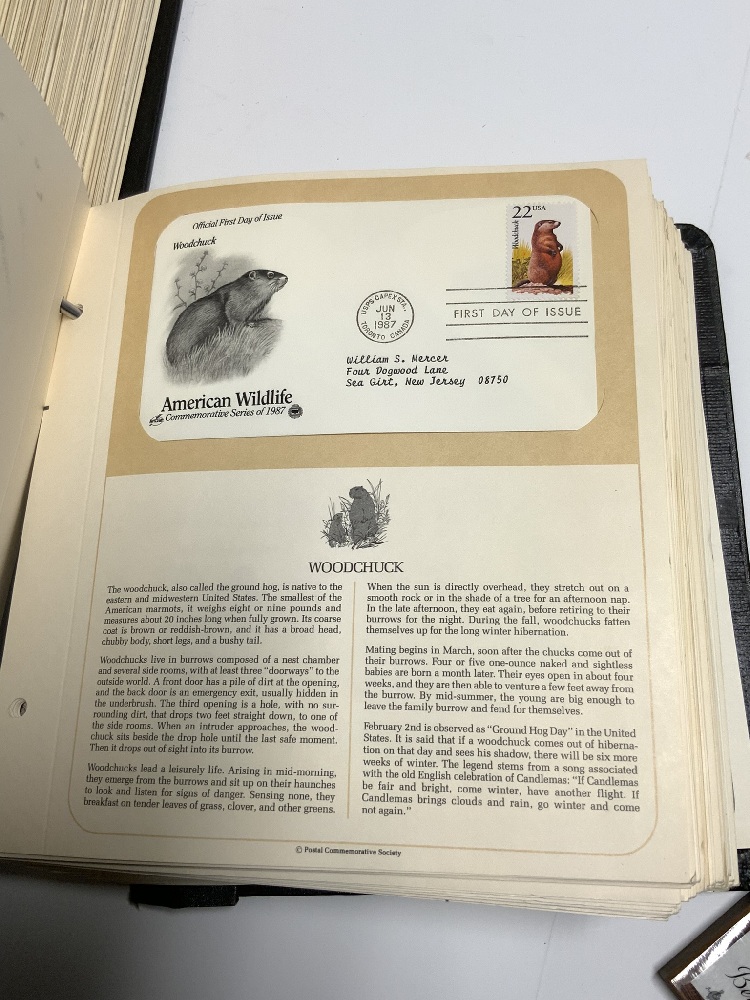 Official First Day of Issue
Woodchuck
22 USA
Woodchuck
USPS CAPEX STA.,
JUN
13
1987
TORONTO CANADA
FIRST DAY OF ISSUE
William S. Mercer
Four Dogwood Lane
Sea Girt, New Jersey 08750
American Wildlife
Commemorative Series of 1987
WOODCHUCK
The woodchuck, also called the ground hog, is native to the
eastern and midwestern United States. The smallest of the
American marmots, it weighs eight or nine pounds and
measures about 20 inches long when fully grown. Its coarse
coat is brown or reddish-brown, and it has a broad head,
chubby body, short legs, and a bushy tail.
Woodchucks live in burrows composed of a nest chamber
and several side rooms, with at least three "doorways" to the
outside world. A front door has a pile of dirt at the opening,
and the back door is an emergency exit, usually hidden in
the underbrush. The third opening is a hole, with no sur-
rounding dirt, that drops two feet straight down, to one of
the side rooms. When an intruder approaches, the wood-
chuck sits beside the drop hole until the last safe moment.
Then it drops out of sight into its burrow.
Woodchucks lead a leisurely life. Arising in mid-morning,
they emerge from the burrows and sit up on their haunches
to look and listen for signs of danger. Sensing none, they
breakfast on tender leaves of grass, clover, and other greens.
When the sun is directly overhead, they stretch out on a
smooth rock or in the shade of a tree for an afternoon nap.
In the late afternoon, they eat again, before retiring to their
burrows for the night. During the fall, woodchucks fatten
themselves up for the long winter hibernation.
Mating begins in March, soon after the chucks come out of
their burrows. Four or five one-ounce naked and sightless
babies are born a month later. Their eyes open in about four
weeks, and they are then able to venture a few feet away from
the burrow. By mid-summer, the young are big enough to
leave the family burrow and fend for themselves.
February 2nd is observed as "Ground Hog Day" in the United
States. It is said that if a woodchuck comes out of hiberna-
tion on that day and sees his shadow, there will be six more
weeks of winter. The legend stems from a song associated
with the old English celebration of Candlemas: "If Candlemas
be fair and bright, come winter, have another flight. If
Candlemas brings clouds and rain, go winter and come
not again."
© Postal Commemorative Society